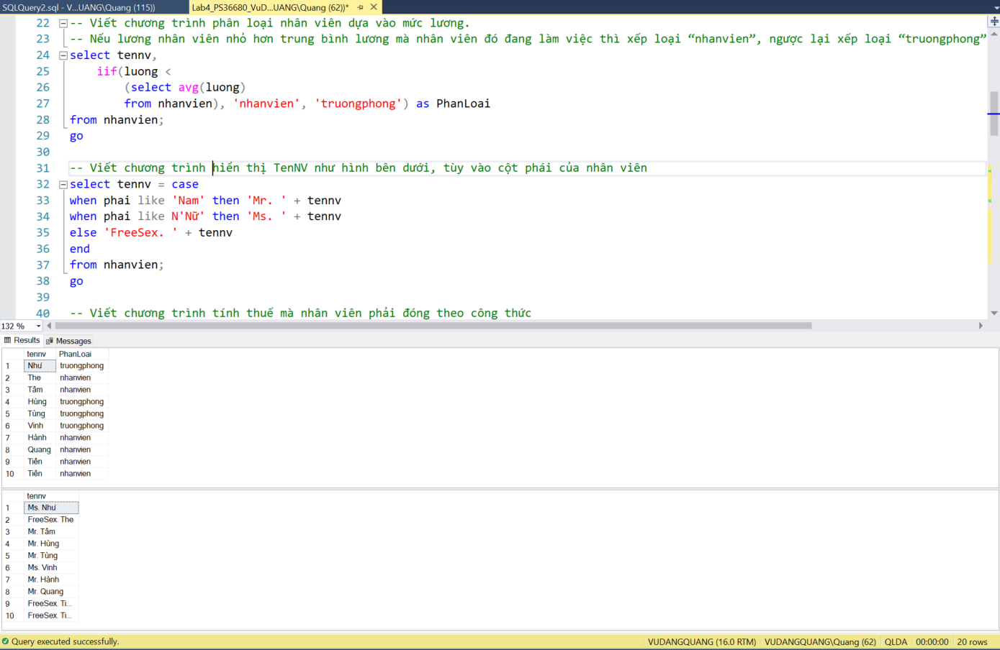 SQLQuery2.sql - V...UANG\Quang (115))
Lab4_PS36680_VuD...UANG\Quang (62))*
22 -- Viết chương trình phân loại nhân viên dựa vào mức lương.
23 -- Nếu lương nhân viên nhỏ hơn trung bình lương mà nhân viên đó đang làm việc thì xếp loại “nhanvien”, ngược lại xếp loại “truongphong”
24 select tennv,
25 iif(luong <
26 (select avg(luong)
27 from nhanvien), 'nhanvien', 'truongphong') as PhanLoai
28 from nhanvien;
29 go
30
31 -- Viết chương trình hiển thị TenNV như hình bên dưới, tùy vào cột phái của nhân viên
32 select tennv = case
33 when phai like 'Nam' then 'Mr. ' + tennv
34 when phai like N'Nữ' then 'Ms. ' + tennv
35 else 'FreeSex. ' + tennv
36 end
37 from nhanvien;
38 go
39
40 -- Viết chương trình tính thuế mà nhân viên phải đóng theo công thức
132 %
Results Messages
tennv PhanLoai
1 Như truongphong
2 The nhanvien
3 Tâm nhanvien
4 Hùng truongphong
5 Tùng truongphong
6 Vinh truongphong
7 Hành nhanvien
8 Quang nhanvien
9 Tiến nhanvien
10 Tiến nhanvien
tennv
1 Ms. Như
2 FreeSex. The
3 Mr. Tâm
4 Mr. Hùng
5 Mr. Tùng
6 Ms. Vinh
7 Mr. Hành
8 Mr. Quang
9 FreeSex. Ti...
10 FreeSex. Ti...
Query executed successfully. VUDANGQUANG (16.0 RTM) VUDANGQUANG\Quang (62) QLDA 00:00:00 20 rows